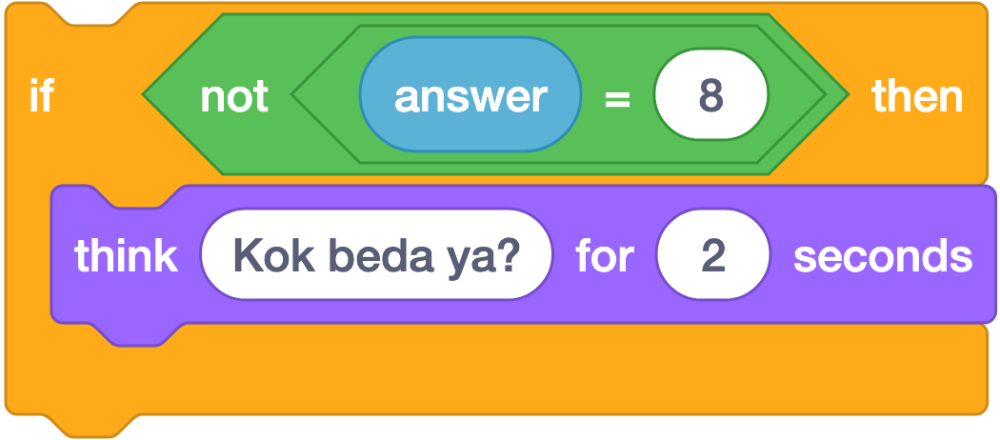 if not answer = 8 then
think Kok beda ya? for 2 seconds